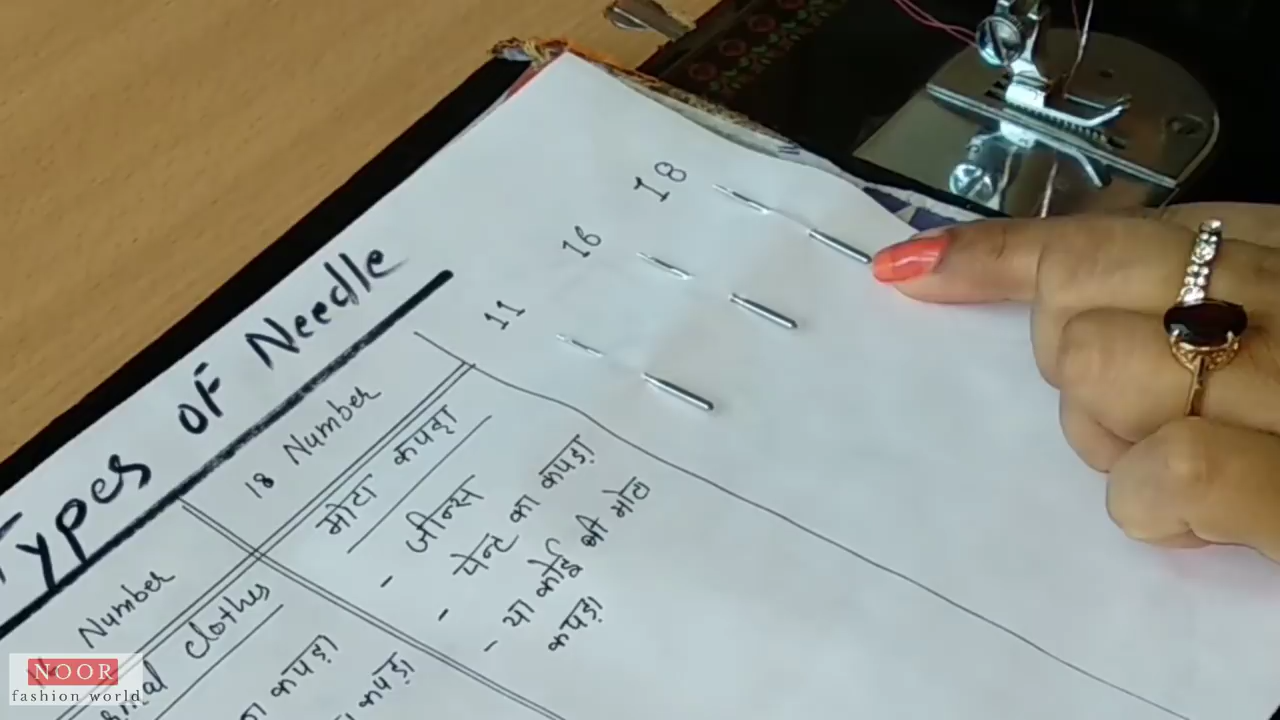 Types of Needle
18
16
11
18 Number
मोटा कपड़ा
- जीन्स
- पेन्ट का कपड़ा
- या कोई भी मोटा
कपड़ा
Number
clothes
का कपड़ा
कपड़ा
NOOR
fashion world